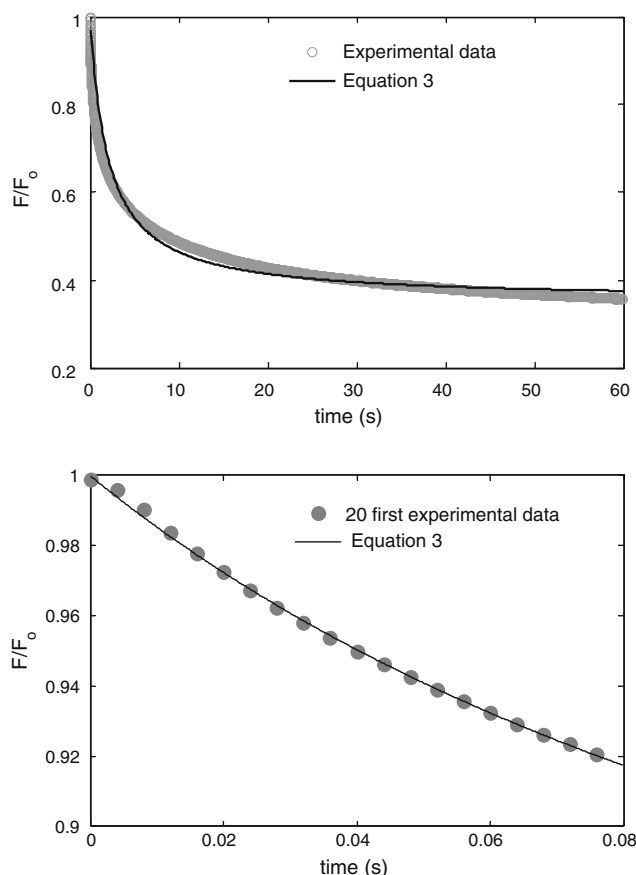 1
0.8
0.6
0.4
0.2
F/Fo
Experimental data
Equation 3
0 10 20 30 40 50 60
time (s)
1
0.98
0.96
0.94
0.92
0.9
F/Fo
20 first experimental data
Equation 3
0 0.02 0.04 0.06 0.08
time (s)